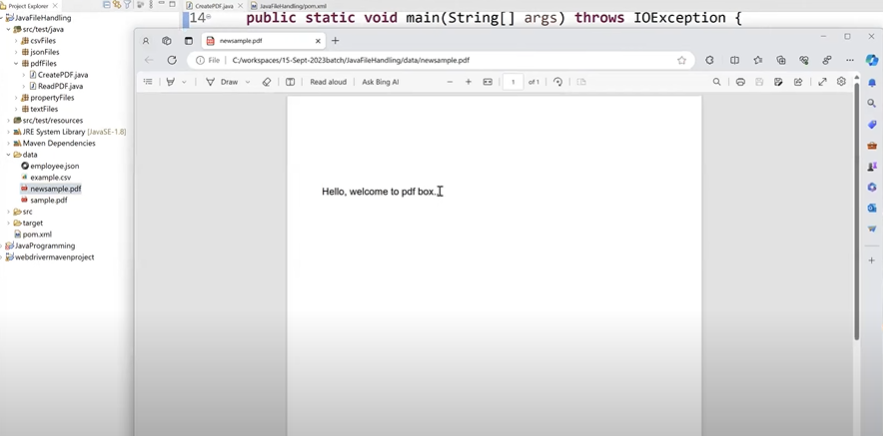 Project Explorer
JavaFileHandling
src/test/java
csvFiles
jsonFiles
pdfFiles
CreatePDF.java
ReadPDF.java
propertyFiles
textFiles
src/test/resources
JRE System Library [JavaSE-1.8]
Maven Dependencies
data
employee.json
example.csv
newsample.pdf
sample.pdf
src
target
pom.xml
JavaProgramming
webdrivermavenproject
CreatePDF.java
JavaFileHandling/pom.xml
14 public static void main(String[] args) throws IOException {
newsample.pdf
File C:/workspaces/15-Sept-2023batch/JavaFileHandling/data/newsample.pdf
Draw Read aloud Ask Bing AI 1 of 1
Hello, welcome to pdf box..